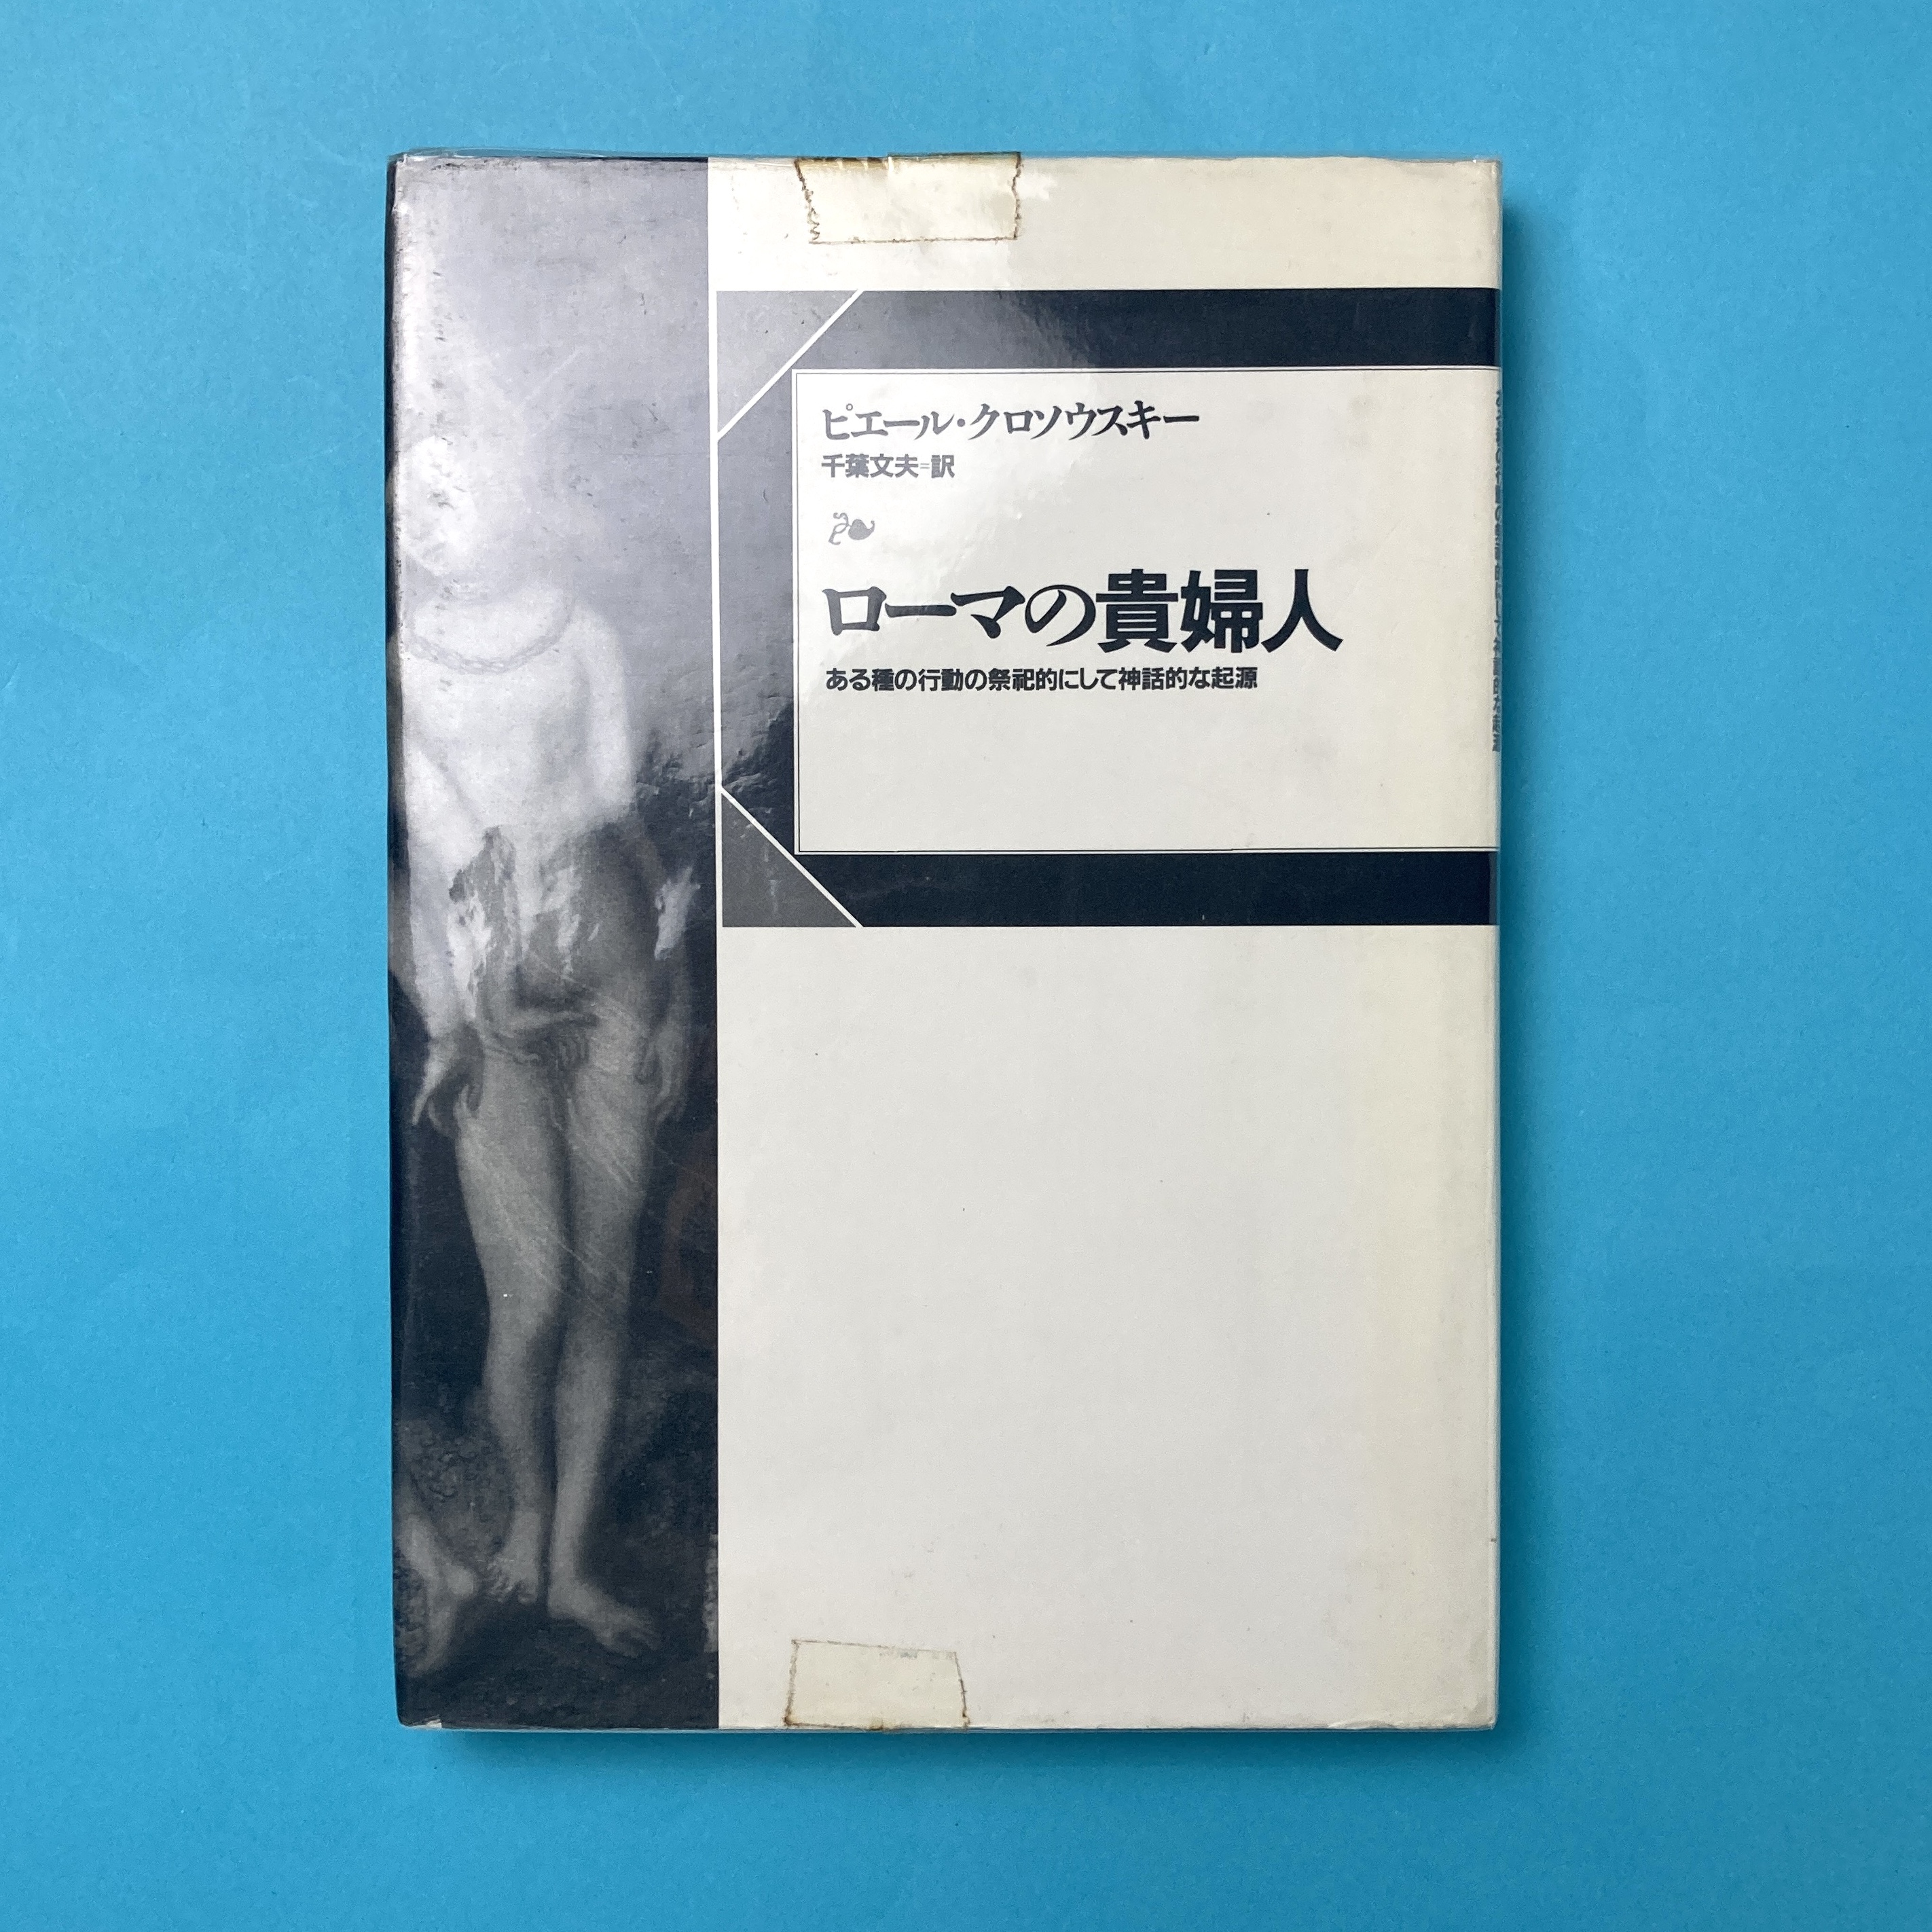 ピエール・クロソウスキー
千葉文夫=訳
ローマの貴婦人
ある種の行動の祭祀的にして神話的な起源